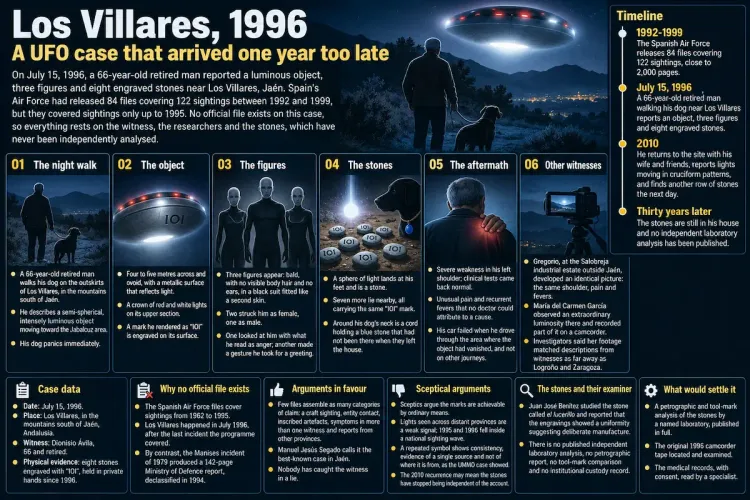 Los Villares, 1996
A UFO case that arrived one year too late
On July 15, 1996, a 66-year-old retired man reported a luminous object,
three figures and eight engraved stones near Los Villares, Jaén. Spain's
Air Force had released 84 files covering 122 sightings between 1992 and 1999,
but they covered sightings only up to 1995. No official file exists on this case,
so everything rests on the witness, the researchers and the stones, which have
never been independently analysed.
Timeline
1992-1999
The Spanish Air Force
releases 84 files covering
122 sightings, close to
2,000 pages.
July 15, 1996
A 66-year-old retired man
walking his dog near Los Villares
reports an object, three figures
and eight engraved stones.
2010
He returns to the site with his
wife and friends, reports lights
moving in cruciform patterns,
and finds another row of stones
the next day.
Thirty years later
The stones are still in his house
and no independent laboratory
analysis has been published.
01 The night walk
A 66-year-old retired man
walks his dog on the outskirts
of Los Villares, in the mountains
south of Jaén.
He describes a semi-spherical,
intensely luminous object
moving toward the Jabalcuz area.
His dog panics immediately.
02 The object
IOI
Four to five metres across and
ovoid, with a metallic surface
that reflects light.
A crown of red and white lights
on its upper section.
A mark he rendered as "IOI"
is engraved on its surface.
03 The figures
Three figures appear: bald,
with no visible body hair and no
ears, in a black suit fitted like
a second skin.
Two struck him as female,
one as male.
One looked at him with what
he read as anger; another made
a gesture he took for a greeting.
04 The stones
IOI
IOI
IOI
IOI
IOI
IOI
IOI
A sphere of light lands at his
feet and is a stone.
Seven more lie nearby, all
carrying the same "IOI" mark.
Around his dog's neck is a cord
holding a blue stone that had
not been there when they left
the house.
05 The aftermath
Severe weakness in his left
shoulder; clinical tests came
back normal.
Unusual pain and recurrent
fevers that no doctor could
attribute to a cause.
His car failed when he drove
through the area where the
object had vanished, and not
on other journeys.
06 Other witnesses
Gregorio, at the Salobreja
industrial estate outside Jaén,
developed an identical picture:
the same shoulder, pain and
fevers.
María del Carmen García
observed an extraordinary
luminosity there and recorded
part of it on a camcorder.
Investigators said her footage
matched descriptions from
witnesses as far away as
Logroño and Zaragoza.
Case data
Date: July 15, 1996.
Place: Los Villares, in the
mountains south of Jaén,
Andalusia.
Witness: Dionisio Ávila,
66 and retired.
Physical evidence: eight stones
engraved with "IOI", held in private
hands since 1996.
Why no official file exists
The Spanish Air Force files cover
sightings from 1962 to 1995.
Los Villares happened in July 1996,
after the last incident the programme
covered.
By contrast, the Manises incident
of 1979 produced a 142-page
Ministry of Defence report,
declassified in 1994.
Arguments in favour
Few files assemble as many categories of
claim: a craft sighting, entity contact,
inscribed artefacts, symptoms in more
than one witness and reports from
other provinces.
Manuel Jesús Segado calls it the
best-known case in Jaén.
Nobody has caught the witness
in a lie.
Sceptical arguments
Sceptics argue the marks are achievable by
ordinary means.
Lights seen across distant provinces are
a weak signal; 1995 and 1996 fell inside a
national sighting wave.
A repeated symbol shows consistency,
evidence of a single source and not of
where it is from, as the UMMO case showed.
The 2010 recurrence may mean the stones
have stopped being independent of the account.
The stones and their examiner
Juan José Benítez studied the stone
called el lucerillo and reported that
the engravings showed a uniformity
suggesting deliberate manufacture.
There is no published independent
laboratory analysis, no petrographic
report, no tool-mark comparison
and no institutional custody record.
What would settle it
A petrographic and tool-mark
analysis of the stones by a
named laboratory, published
in full.
The original 1996 camcorder
tape located and examined.
The medical records, with
consent, read by a specialist.